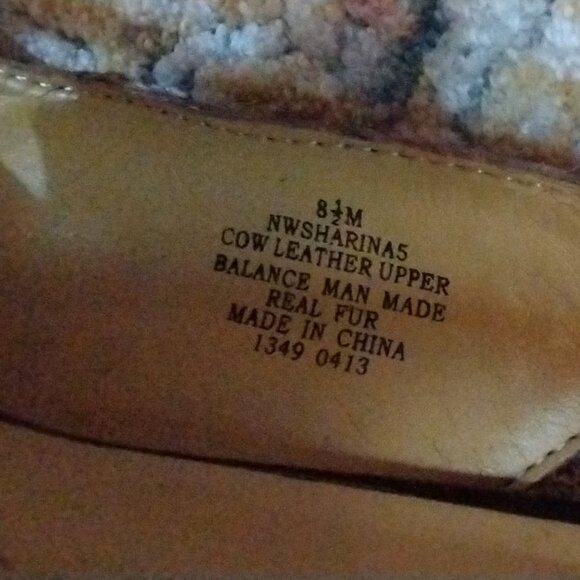 8½M
NWSHARINA5
COW LEATHER UPPER
BALANCE MAN MADE
REAL FUR
MADE IN CHINA
1349 0413